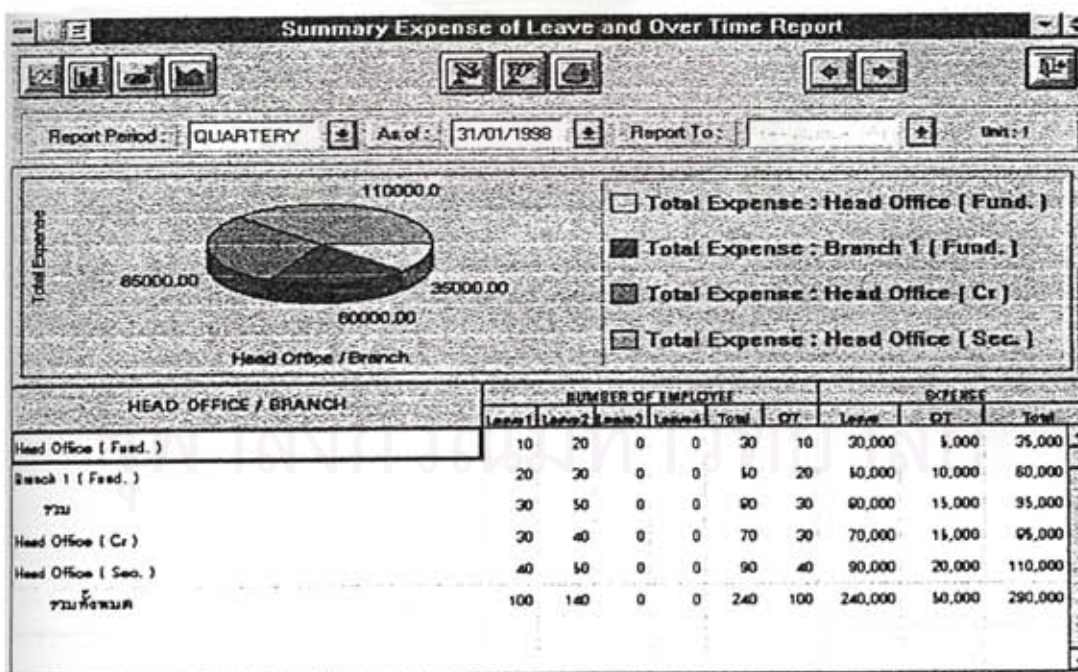 Summary Expense of Leave and Over Time Report
Report Period : QUARTERY As of : 31/01/1998 Report To : Unit : 1
110000.0
85000.00
35000.00
60000.00
Total Expense
Head Office / Branch
Total Expense : Head Office ( Fund. )
Total Expense : Branch 1 ( Fund. )
Total Expense : Head Office ( Cr )
Total Expense : Head Office ( Sec. )
HEAD OFFICE / BRANCH NUMBER OF EMPLOYEE EXPENSE
Leave1 Leave2 Leave3 Leave4 Total OT Leave OT Total
Head Office ( Fund. ) 10 20 0 0 30 10 30,000 5,000 35,000
Branch 1 ( Fund. ) 20 30 0 0 50 20 50,000 10,000 60,000
รวม 30 50 0 0 80 30 80,000 15,000 95,000
Head Office ( Cr ) 30 40 0 0 70 30 70,000 15,000 85,000
Head Office ( Sec. ) 40 50 0 0 90 40 90,000 20,000 110,000
รวมทั้งหมด 100 140 0 0 240 100 240,000 50,000 290,000